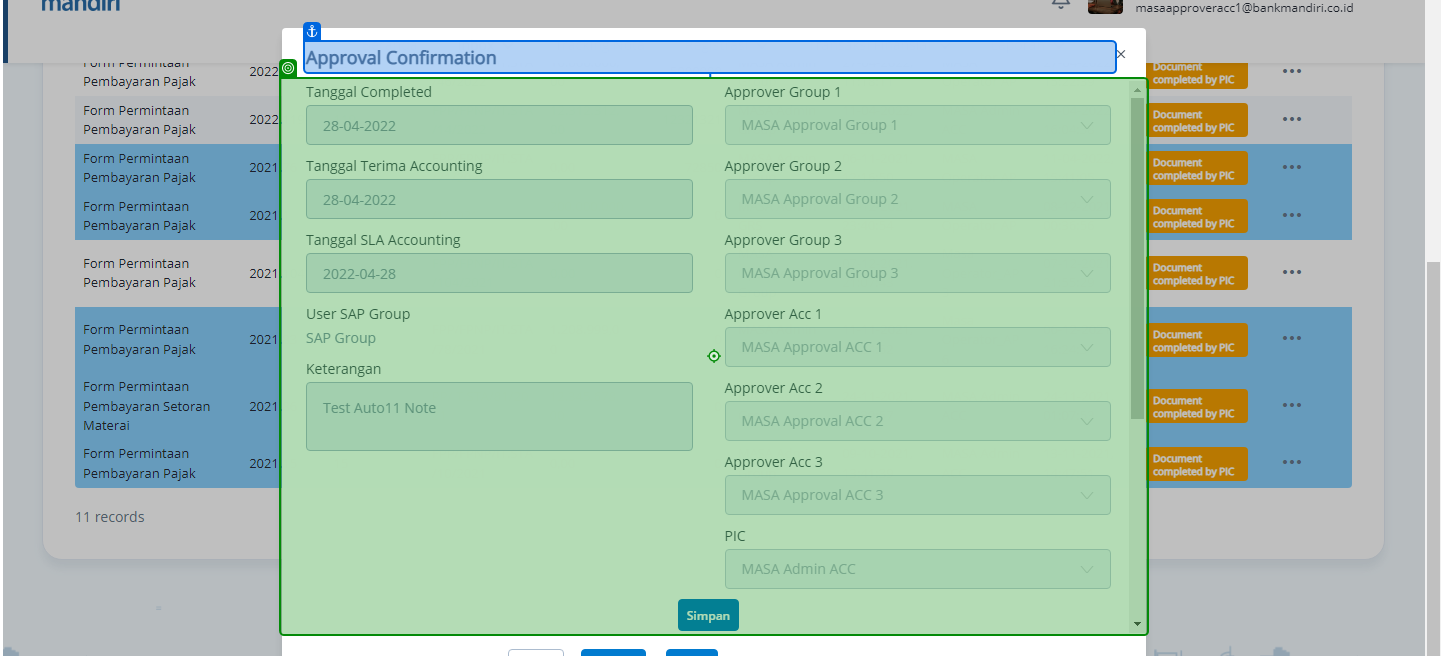 mandiri
masaapproveracc1@bankmandiri.co.id
Approval Confirmation
×
Form Permintaan
Pembayaran Pajak
2022
Document
completed by PIC
Form Permintaan
Pembayaran Pajak
2022
Document
completed by PIC
Form Permintaan
Pembayaran Pajak
2021
Document
completed by PIC
Form Permintaan
Pembayaran Pajak
2021
Document
completed by PIC
Form Permintaan
Pembayaran Pajak
2021
Document
completed by PIC
Form Permintaan
Pembayaran Pajak
2021
Document
completed by PIC
Form Permintaan
Pembayaran Setoran
Materai
2021
Document
completed by PIC
Form Permintaan
Pembayaran Pajak
2021
Document
completed by PIC
11 records
Tanggal Completed
28-04-2022
Tanggal Terima Accounting
28-04-2022
Tanggal SLA Accounting
2022-04-28
User SAP Group
SAP Group
Keterangan
Test Auto11 Note
Approver Group 1
MASA Approval Group 1
Approver Group 2
MASA Approval Group 2
Approver Group 3
MASA Approval Group 3
Approver Acc 1
MASA Approval ACC 1
Approver Acc 2
MASA Approval ACC 2
Approver Acc 3
MASA Approval ACC 3
PIC
MASA Admin ACC
Simpan